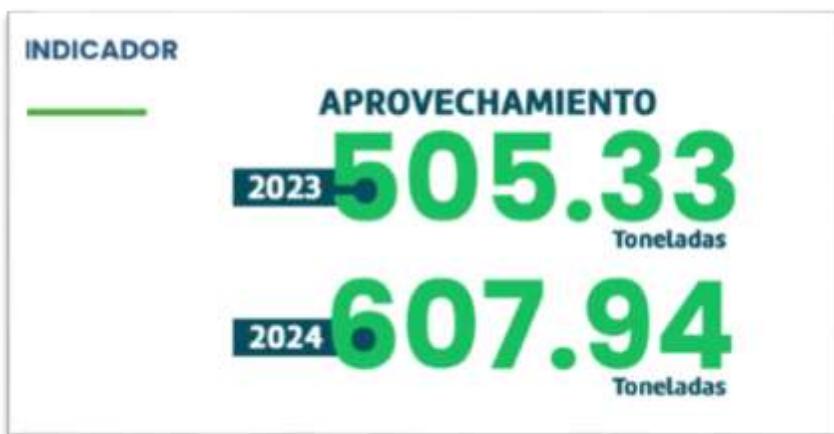 INDICADOR
APROVECHAMIENTO
2023 505.33
Toneladas
2024 607.94
Toneladas